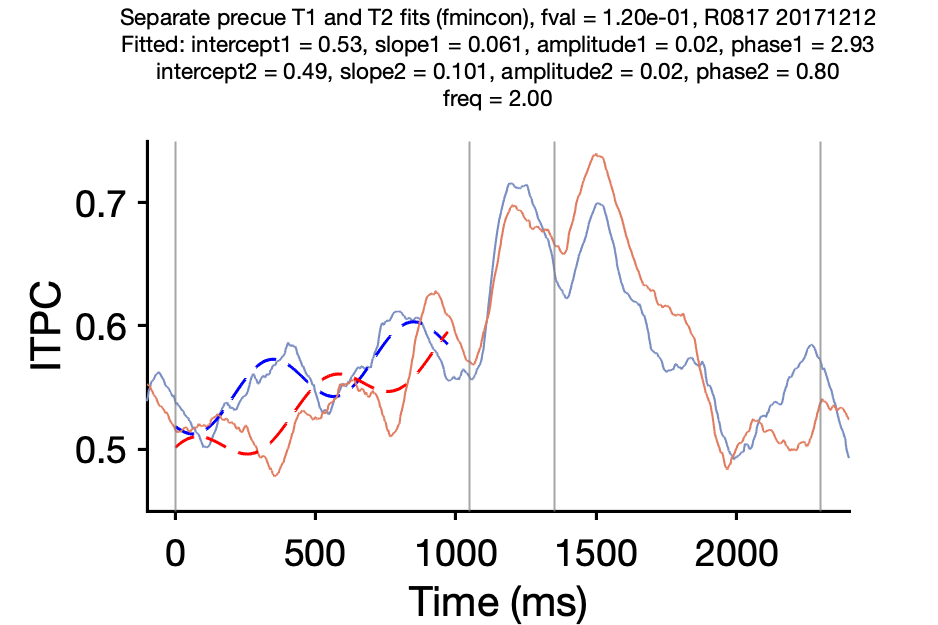 Separate precue T1 and T2 fits (fmincon), fval = 1.20e-01, R0817 20171212
Fitted: intercept1 = 0.53, slope1 = 0.061, amplitude1 = 0.02, phase1 = 2.93
intercept2 = 0.49, slope2 = 0.101, amplitude2 = 0.02, phase2 = 0.80
freq = 2.00
0.7
0.6
0.5
ITPC
0 500 1000 1500 2000
Time (ms)